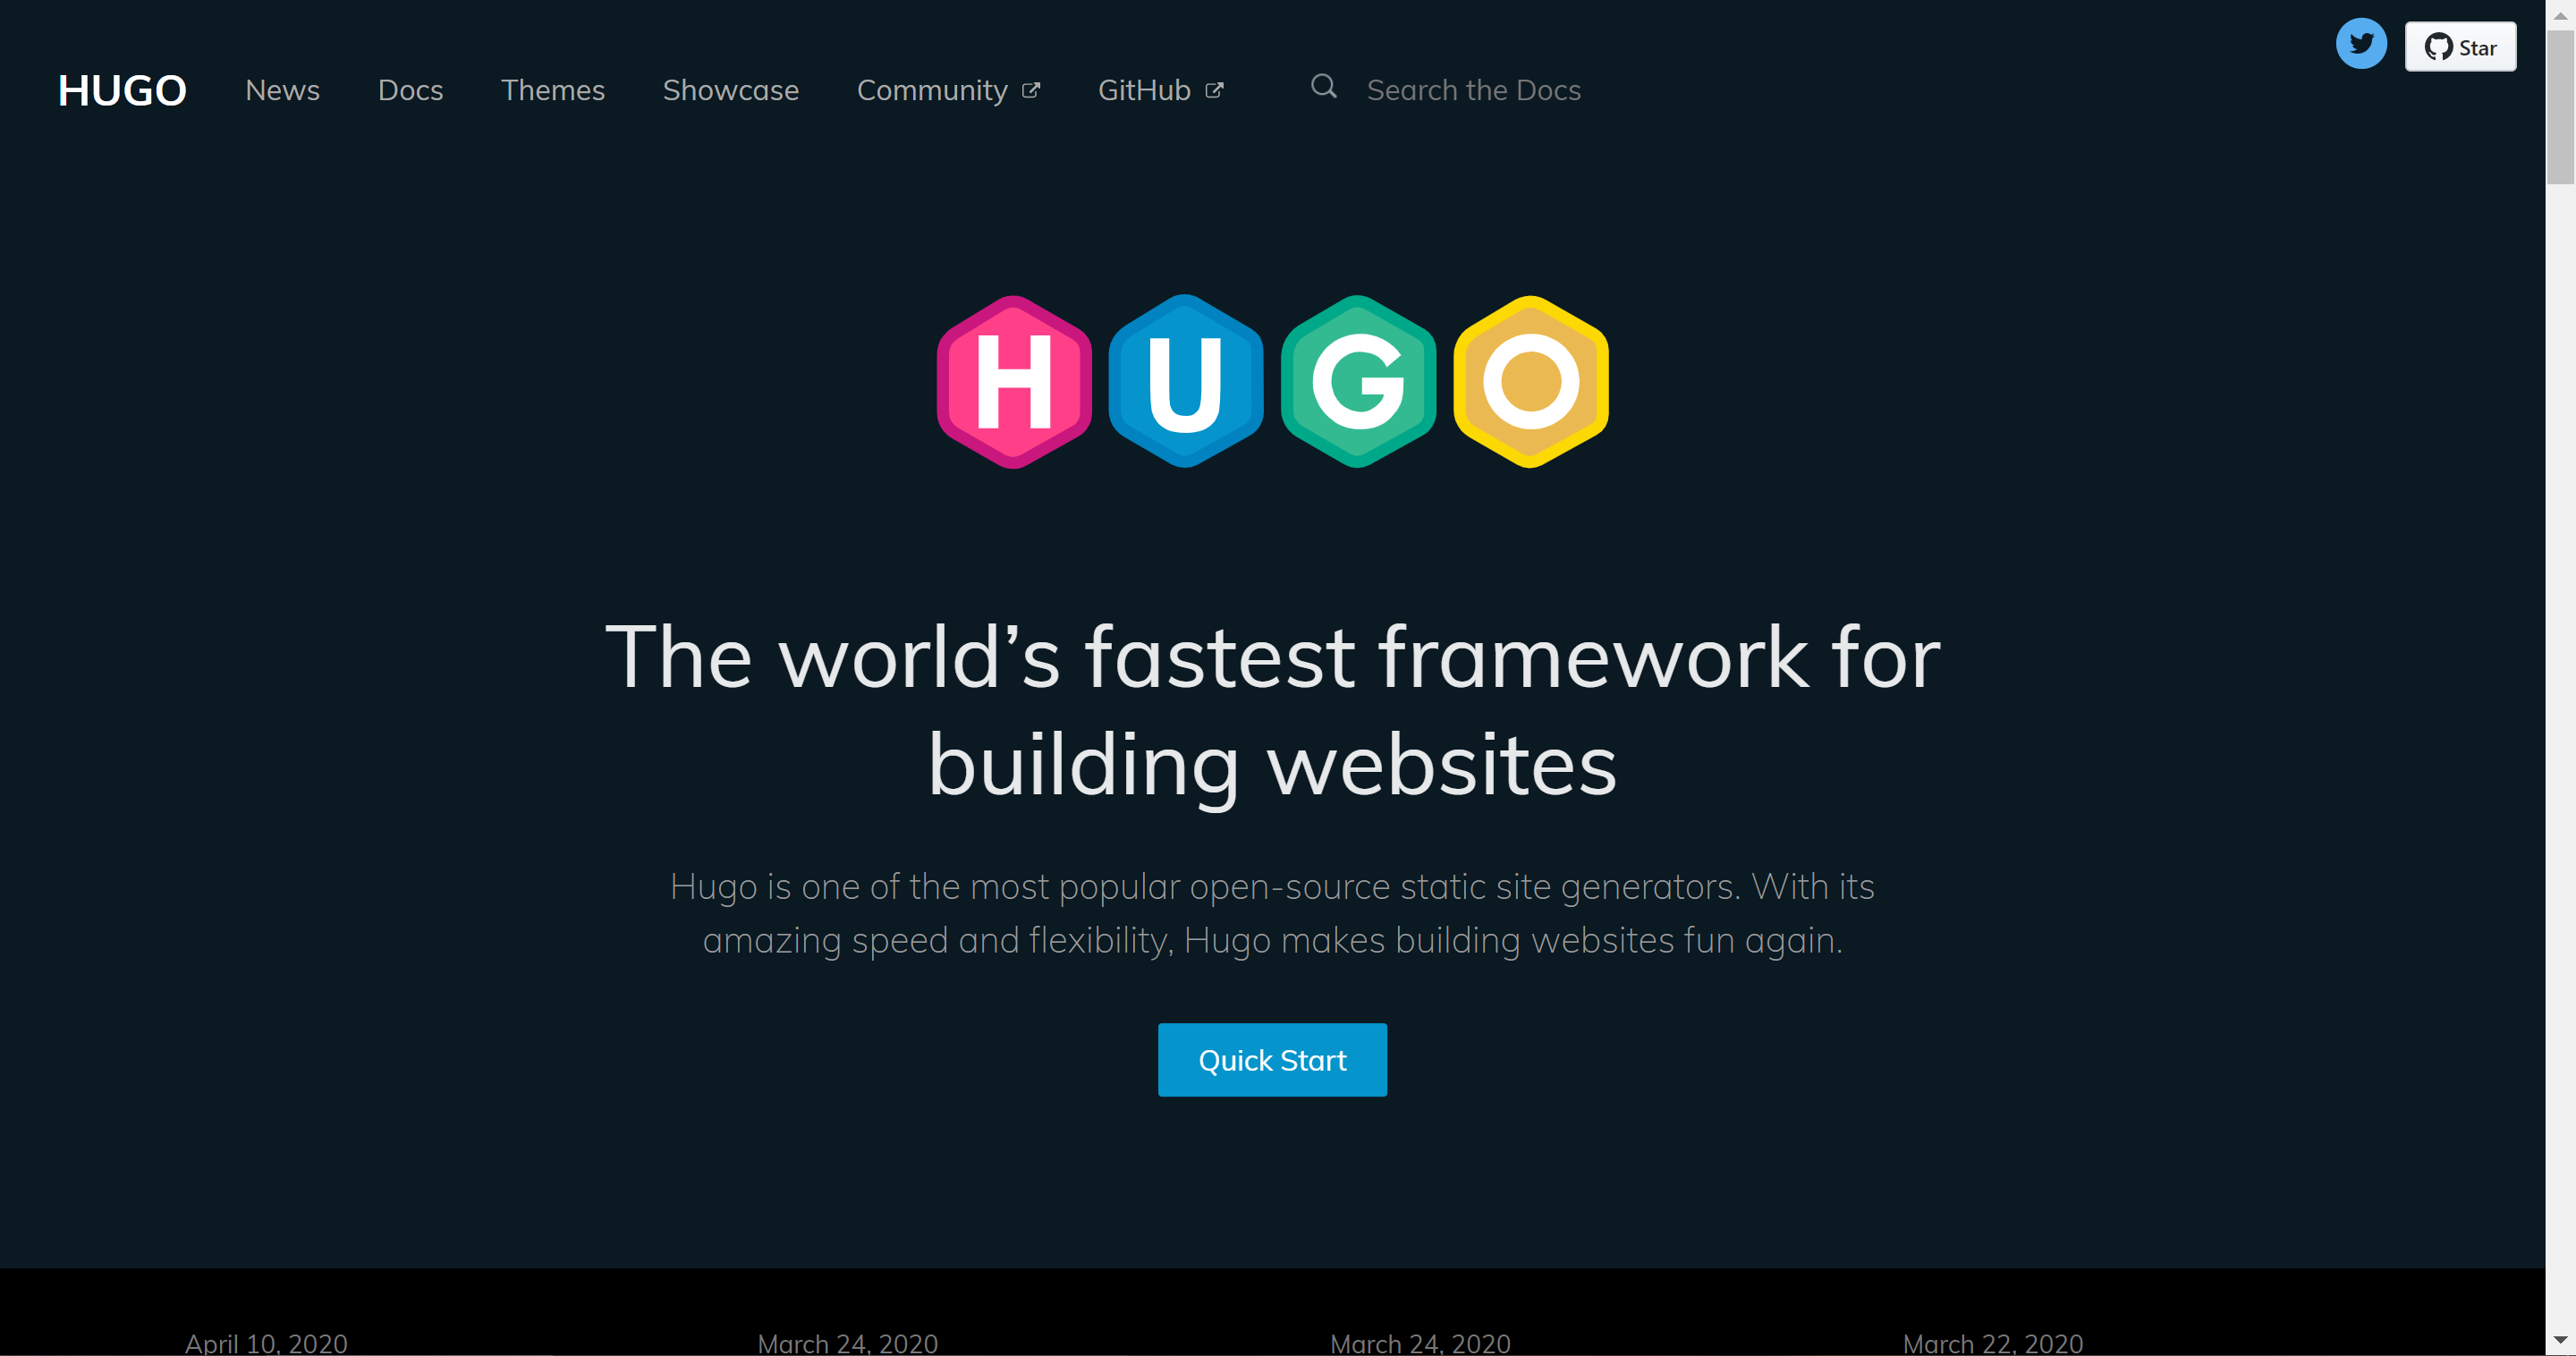 HUGO News Docs Themes Showcase Community GitHub Search the Docs Star
HUGO
The world’s fastest framework for
building websites
Hugo is one of the most popular open-source static site generators. With its
amazing speed and flexibility, Hugo makes building websites fun again.
Quick Start
April 10, 2020 March 24, 2020 March 24, 2020 March 22, 2020